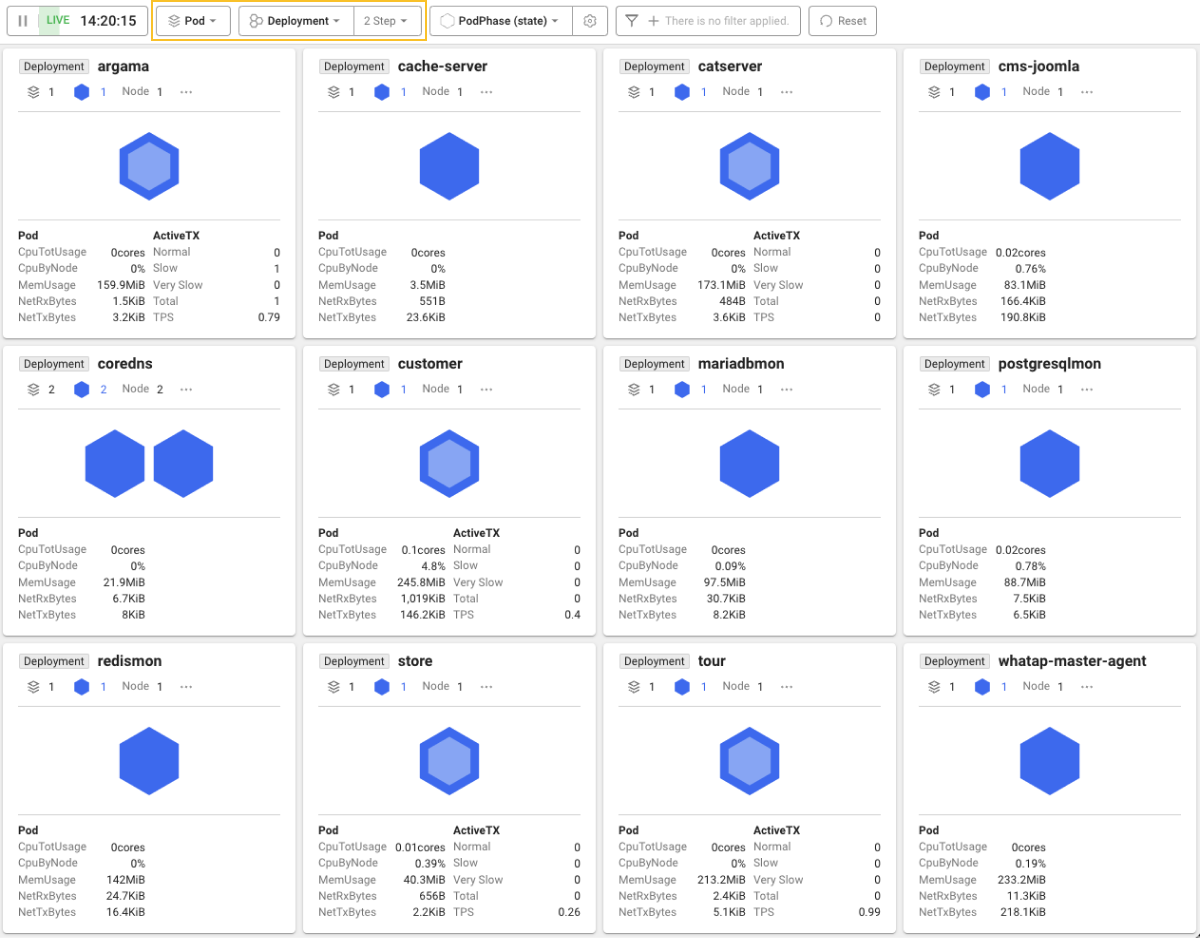 LIVE 14:20:15 Pod Deployment 2 Step PodPhase (state) There is no filter applied. Reset
Deployment argama
1 1 Node 1 ···
Pod ActiveTX
CpuTotUsage 0cores Normal 0
CpuByNode 0% Slow 1
MemUsage 159.9MiB Very Slow 0
NetRxBytes 1.5KiB Total 1
NetTxBytes 3.2KiB TPS 0.79
Deployment cache-server
1 1 Node 1 ···
Pod
CpuTotUsage 0cores
CpuByNode 0%
MemUsage 3.5MiB
NetRxBytes 551B
NetTxBytes 23.6KiB
Deployment catserver
1 1 Node 1 ···
Pod ActiveTX
CpuTotUsage 0cores Normal 0
CpuByNode 0% Slow 0
MemUsage 173.1MiB Very Slow 0
NetRxBytes 484B Total 0
NetTxBytes 3.6KiB TPS 0
Deployment cms-joomla
1 1 Node 1 ···
Pod
CpuTotUsage 0.02cores
CpuByNode 0.76%
MemUsage 83.1MiB
NetRxBytes 166.4KiB
NetTxBytes 190.8KiB
Deployment coredns
2 2 Node 2 ···
Pod
CpuTotUsage 0cores
CpuByNode 0%
MemUsage 21.9MiB
NetRxBytes 6.7KiB
NetTxBytes 8KiB
Deployment customer
1 1 Node 1 ···
Pod ActiveTX
CpuTotUsage 0.1cores Normal 0
CpuByNode 4.8% Slow 0
MemUsage 245.8MiB Very Slow 0
NetRxBytes 1,019KiB Total 0
NetTxBytes 146.2KiB TPS 0.4
Deployment mariadbmon
1 1 Node 1 ···
Pod
CpuTotUsage 0cores
CpuByNode 0.09%
MemUsage 97.5MiB
NetRxBytes 30.7KiB
NetTxBytes 8.2KiB
Deployment postgresqlmon
1 1 Node 1 ···
Pod
CpuTotUsage 0.02cores
CpuByNode 0.78%
MemUsage 88.7MiB
NetRxBytes 7.5KiB
NetTxBytes 6.5KiB
Deployment redismon
1 1 Node 1 ···
Pod
CpuTotUsage 0cores
CpuByNode 0%
MemUsage 142MiB
NetRxBytes 24.7KiB
NetTxBytes 16.4KiB
Deployment store
1 1 Node 1 ···
Pod ActiveTX
CpuTotUsage 0.01cores Normal 0
CpuByNode 0.39% Slow 0
MemUsage 40.3MiB Very Slow 0
NetRxBytes 656B Total 0
NetTxBytes 2.2KiB TPS 0.26
Deployment tour
1 1 Node 1 ···
Pod ActiveTX
CpuTotUsage 0cores Normal 0
CpuByNode 0% Slow 0
MemUsage 213.2MiB Very Slow 0
NetRxBytes 2.4KiB Total 0
NetTxBytes 5.1KiB TPS 0.99
Deployment whatap-master-agent
1 1 Node 1 ···
Pod
CpuTotUsage 0cores
CpuByNode 0.19%
MemUsage 233.2MiB
NetRxBytes 11.3KiB
NetTxBytes 218.1KiB